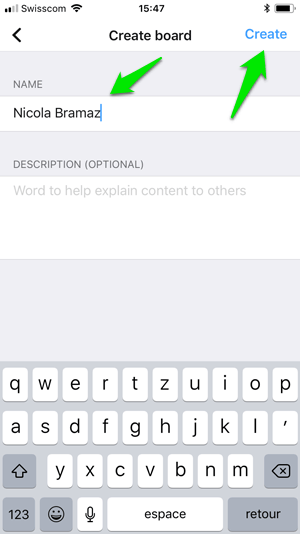 Swisscom 15:47
Create board Create
NAME
Nicola Bramaz
DESCRIPTION (OPTIONAL)
Word to help explain content to others
q w e r t z u i o p
a s d f g h j k l ′
y x c v b n m
123 espace retour